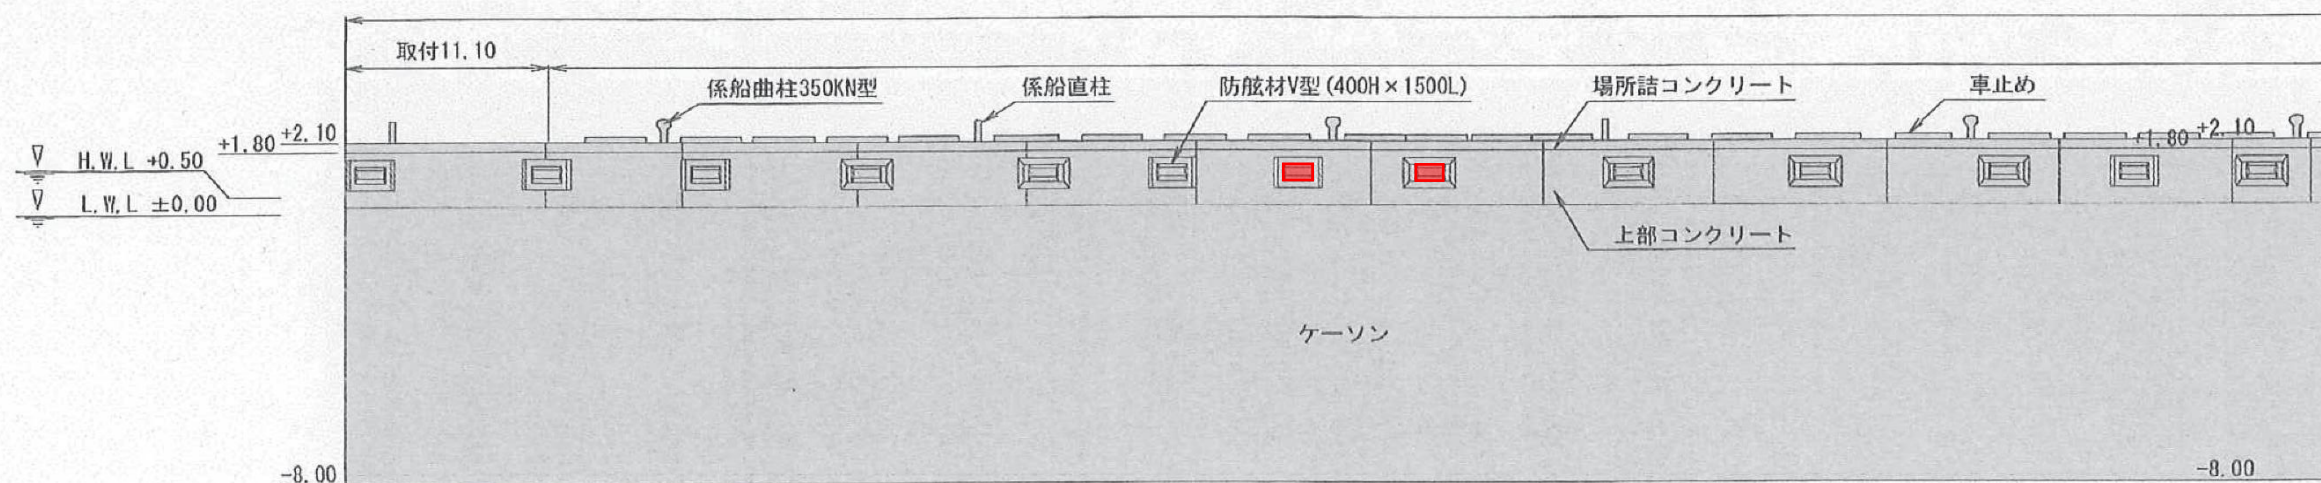 取付11.10
係船曲柱350KN型
係船直柱
防舷材V型(400H×1500L)
場所詰コンクリート
車止め
+1.80 +2.10
H.W.L +0.50
L.W.L ±0.00
+1.80 +2.10
上部コンクリート
ケーソン
-8.00
-8.00